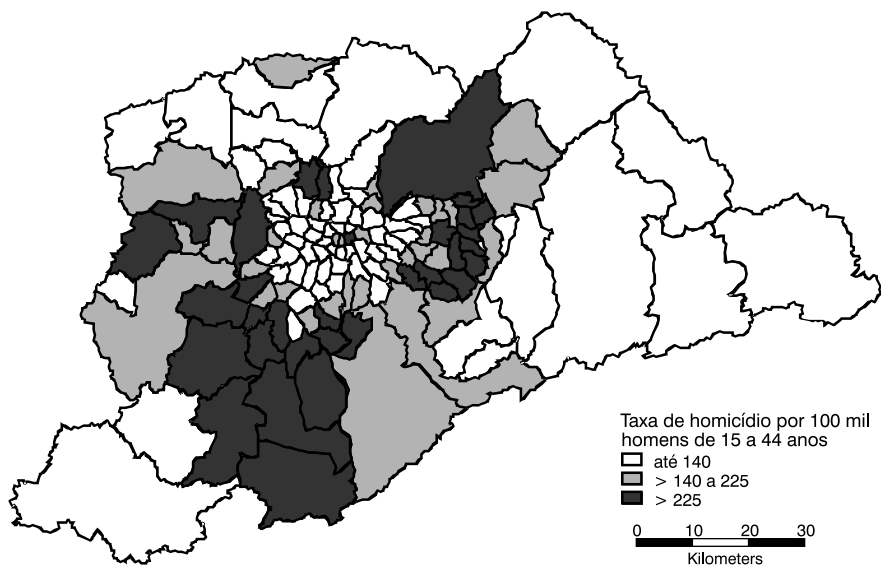 Taxa de homicídio por 100 mil
homens de 15 a 44 anos
até 140
> 140 a 225
> 225
0 10 20 30
Kilometers